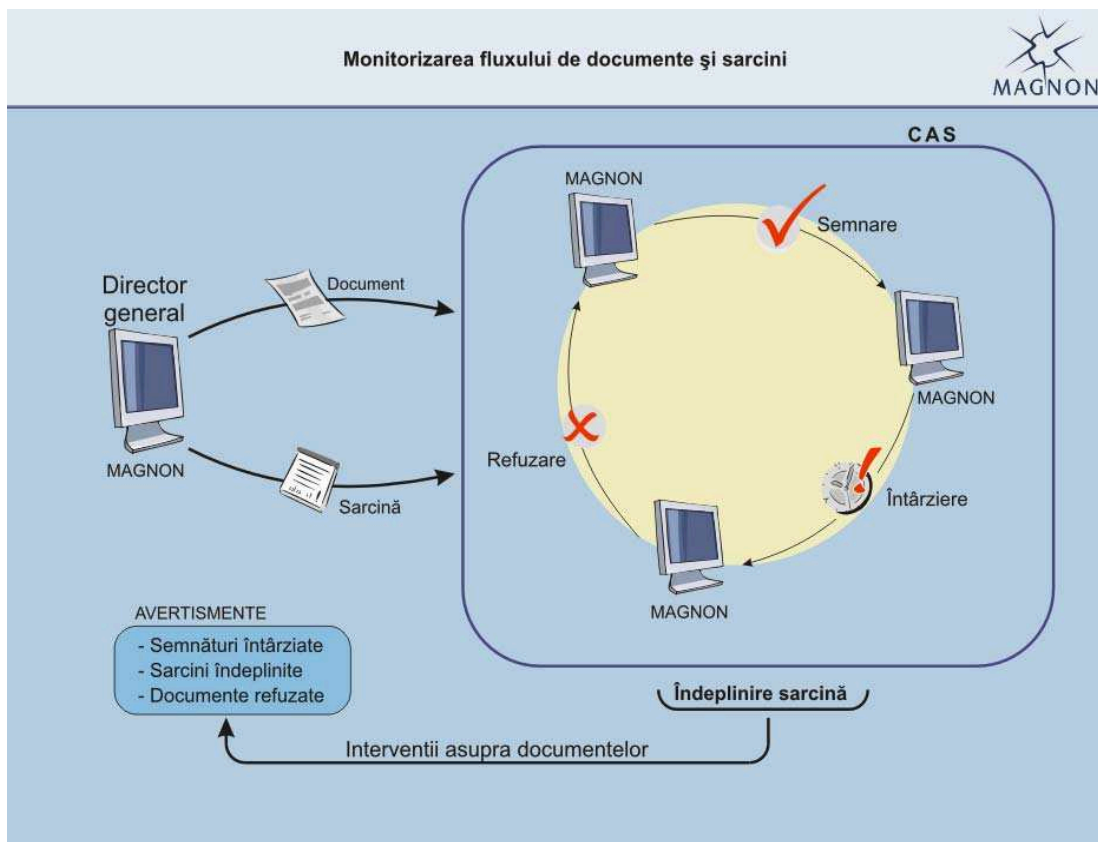 Monitorizarea fluxului de documente şi sarcini
MAGNON
CAS
MAGNON
Semnare
Director
general
Document
MAGNON
MAGNON
Refuzare
Sarcină
Întârziere
MAGNON
AVERTISMENTE
- Semnături întârziate
- Sarcini îndeplinite
- Documente refuzate
Îndeplinire sarcină
Interventii asupra documentelor